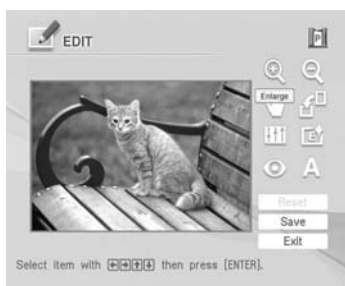 EDIT
P
Enlarge
E
A
Reset
Save
Exit
Select item with ←→↑↓ then press [ENTER].